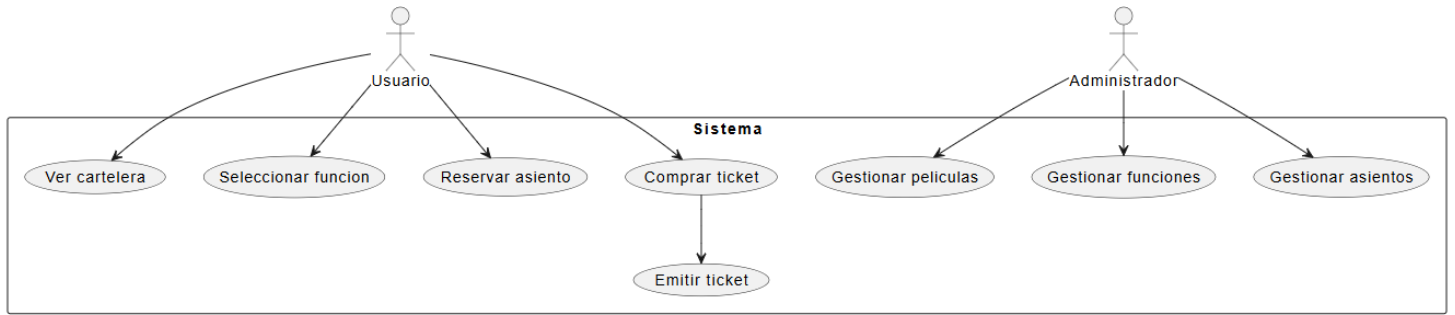 Usuario
Administrador
Sistema
Ver cartelera
Seleccionar funcion
Reservar asiento
Comprar ticket
Gestionar peliculas
Gestionar funciones
Gestionar asientos
Emitir ticket